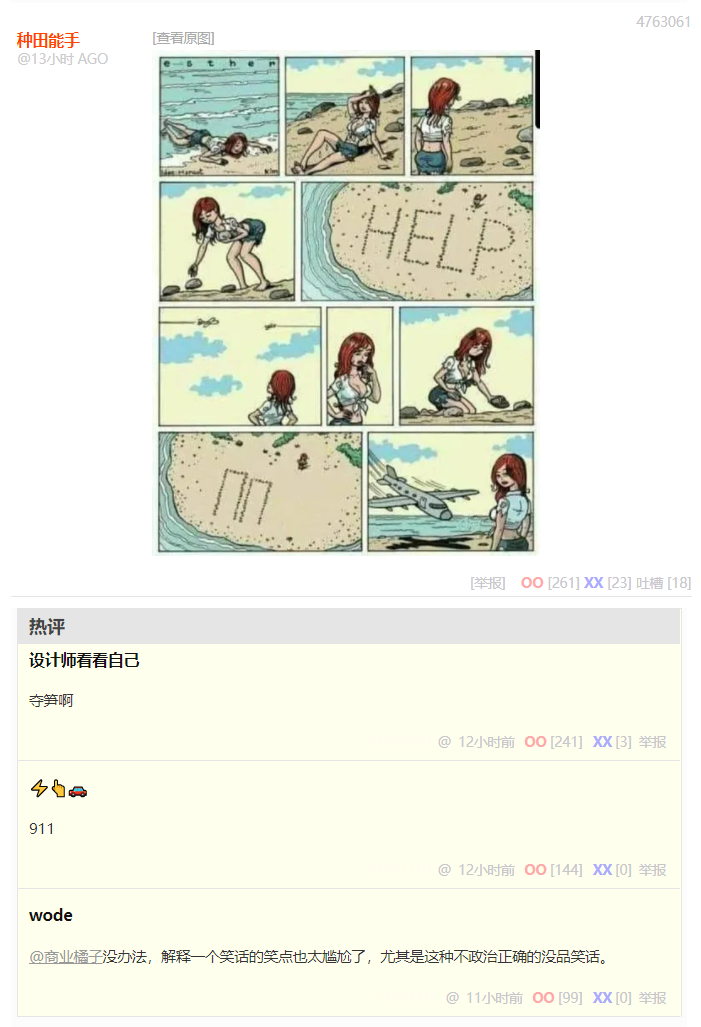 4763061
种田能手
[查看原图]
@13小时 AGO
esther
Kim
HELP
[举报] OO [261] XX [23] 吐槽 [18]
热评
设计师看看自己
夺笋啊
@ 12小时前 OO [241] XX [3] 举报
⚡👆🚗
911
@ 12小时前 OO [144] XX [0] 举报
wode
@商业橘子没办法，解释一个笑话的笑点也太尴尬了，尤其是这种不政治正确的没品笑话。
@ 11小时前 OO [99] XX [0] 举报